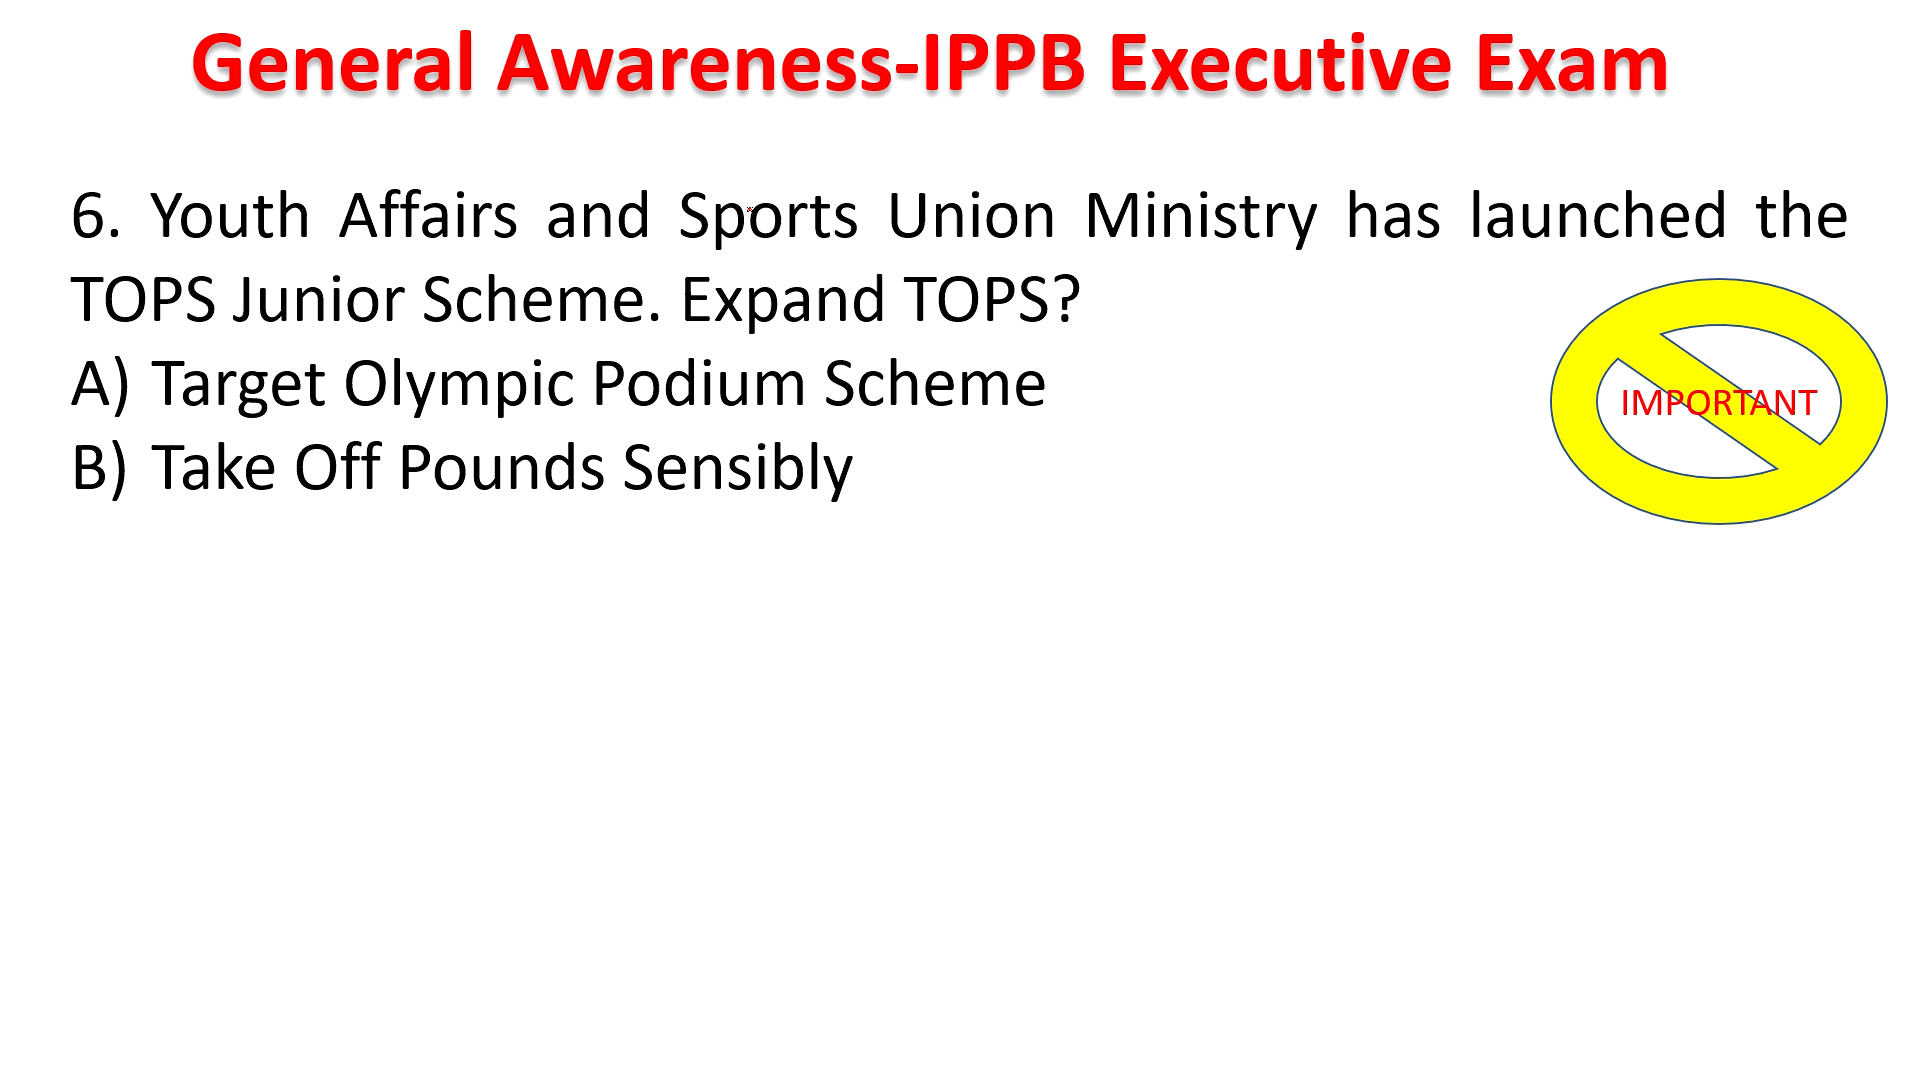 General Awareness-IPPB Executive Exam
6. Youth Affairs and Sports Union Ministry has launched the
TOPS Junior Scheme. Expand TOPS?
A) Target Olympic Podium Scheme
IMPORTANT
B) Take Off Pounds Sensibly